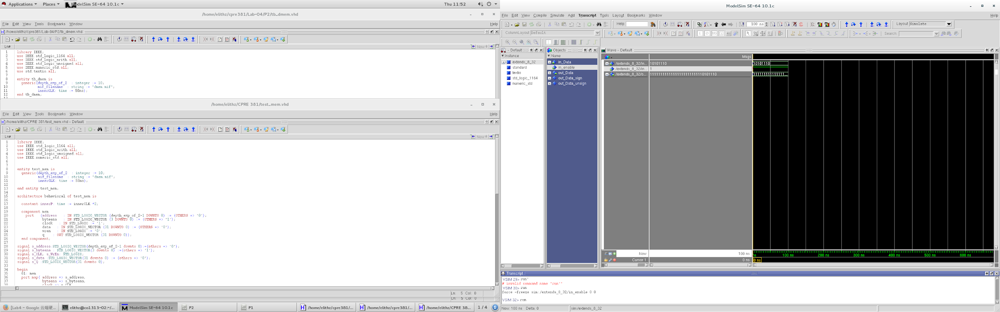 Applications Places ModelSim SE-64 10.1c Thu 11:52
/home/elithz/cpre381/Lab-04/P2/tb_dmem.vhd
File Edit View Tools Bookmarks Window Help
/home/elithz/cpre381/Lab-04/P2/tb_dmem.vhd
Ln# Now
1 library IEEE;
2 use IEEE.std_logic_1164.all;
3 use IEEE.std_logic_arith.all;
4 use IEEE.std_logic_unsigned.all;
5 use IEEE.numeric_std.all;
6 use std.textio.all;
7
8 entity tb_dmem is
9 generic(depth_exp_of_2 : integer := 10;
10 mif_filename : string := "dmem.mif";
11 innerCLK: time := 50ns);
12 end tb_dmem;
/home/elithz/CPRE 381/test_mem.vhd
File Edit View Tools Bookmarks Window Help
/home/elithz/CPRE 381/test_mem.vhd - Default
Ln# Now
1 library IEEE;
2 use IEEE.std_logic_1164.all;
3 use IEEE.std_logic_arith.all;
4 use IEEE.std_logic_unsigned.all;
5 use IEEE.numeric_std.all;
6
7
8 entity test_mem is
9 generic(depth_exp_of_2 : integer := 10;
10 mif_filename : string := "dmem.mif";
11 innerCLK: time := 50ns);
12
13 end entity test_mem;
14
15 architecture behavioral of test_mem is
16
17 constant innerP: time := innerCLK *2;
18
19 component mem
20 port (address : IN STD_LOGIC_VECTOR (depth_exp_of_2-1 DOWNTO 0) := (OTHERS => '0');
21 byteena : IN STD_LOGIC_VECTOR (3 DOWNTO 0) := (OTHERS => '1');
22 clock : IN STD_LOGIC := '1';
23 data : IN STD_LOGIC_VECTOR (31 DOWNTO 0) := (OTHERS => '0');
24 wren : IN STD_LOGIC := '0';
25 q : OUT STD_LOGIC_VECTOR (31 DOWNTO 0));
26 end component;
27
28 signal s_address:STD_LOGIC_VECTOR(depth_exp_of_2-1 downto 0):=(others => '0');
29 signal s_byteena : STD_LOGIC_VECTOR(3 downto 0) :=(others => '1');
30 signal s_CLK, s_WrEn: STD_LOGIC;
31 signal s_data :STD_LOGIC_VECTOR(31 downto 0) := (others => '0');
32 signal s_Q :STD_LOGIC_VECTOR(31 downto 0);
33
34 begin
35 G1: mem
36 port map( address => s_address,
37 byteena => s_byteena,
38 clock => s_CLK,
Ln: 5 Col: 0
Ln: 5 Col: 0
[Lab4 - Google 云端硬... elithz@co1313-02:~/... ModelSim SE-64 10.1c P2 P1 /home/elithz/cpre381/... /home/elithz/cpre381/... /home/elithz/CPRE 38... 1 / 4 1
ModelSim SE-64 10.1c
File Edit View Compile Simulate Add Transcript Tools Layout Bookmarks Window Help
Help 100 ns Layout Simulate
ColumnLayout Default Search:
- Default
Instance
extends_8_32
standard
textio
std_logic_1164
numeric_std
Objects
Name
in_Data
in_enable
out_Data
out_Data_sign
out_Data_unsign
Wave - Default
Msgs
/extends_8_32/in... 10101110 10101110
/extends_8_32/in... 1
/extends_8_32/o... 11111111111111111111111110101110
Now 100 ns ns 100 ns 200 ns 300 ns 400 ns 500 ns 600 ns
Cursor 1 0 ns 0 ns
Transcript
VSIM 29> run'
# invalid command name "run'"
VSIM 30> run
force -freeze sim:/extends_8_32/in_enable 0 0
VSIM 32> run
Now: 100 ns Delta: 0 sim:/extends_8_32